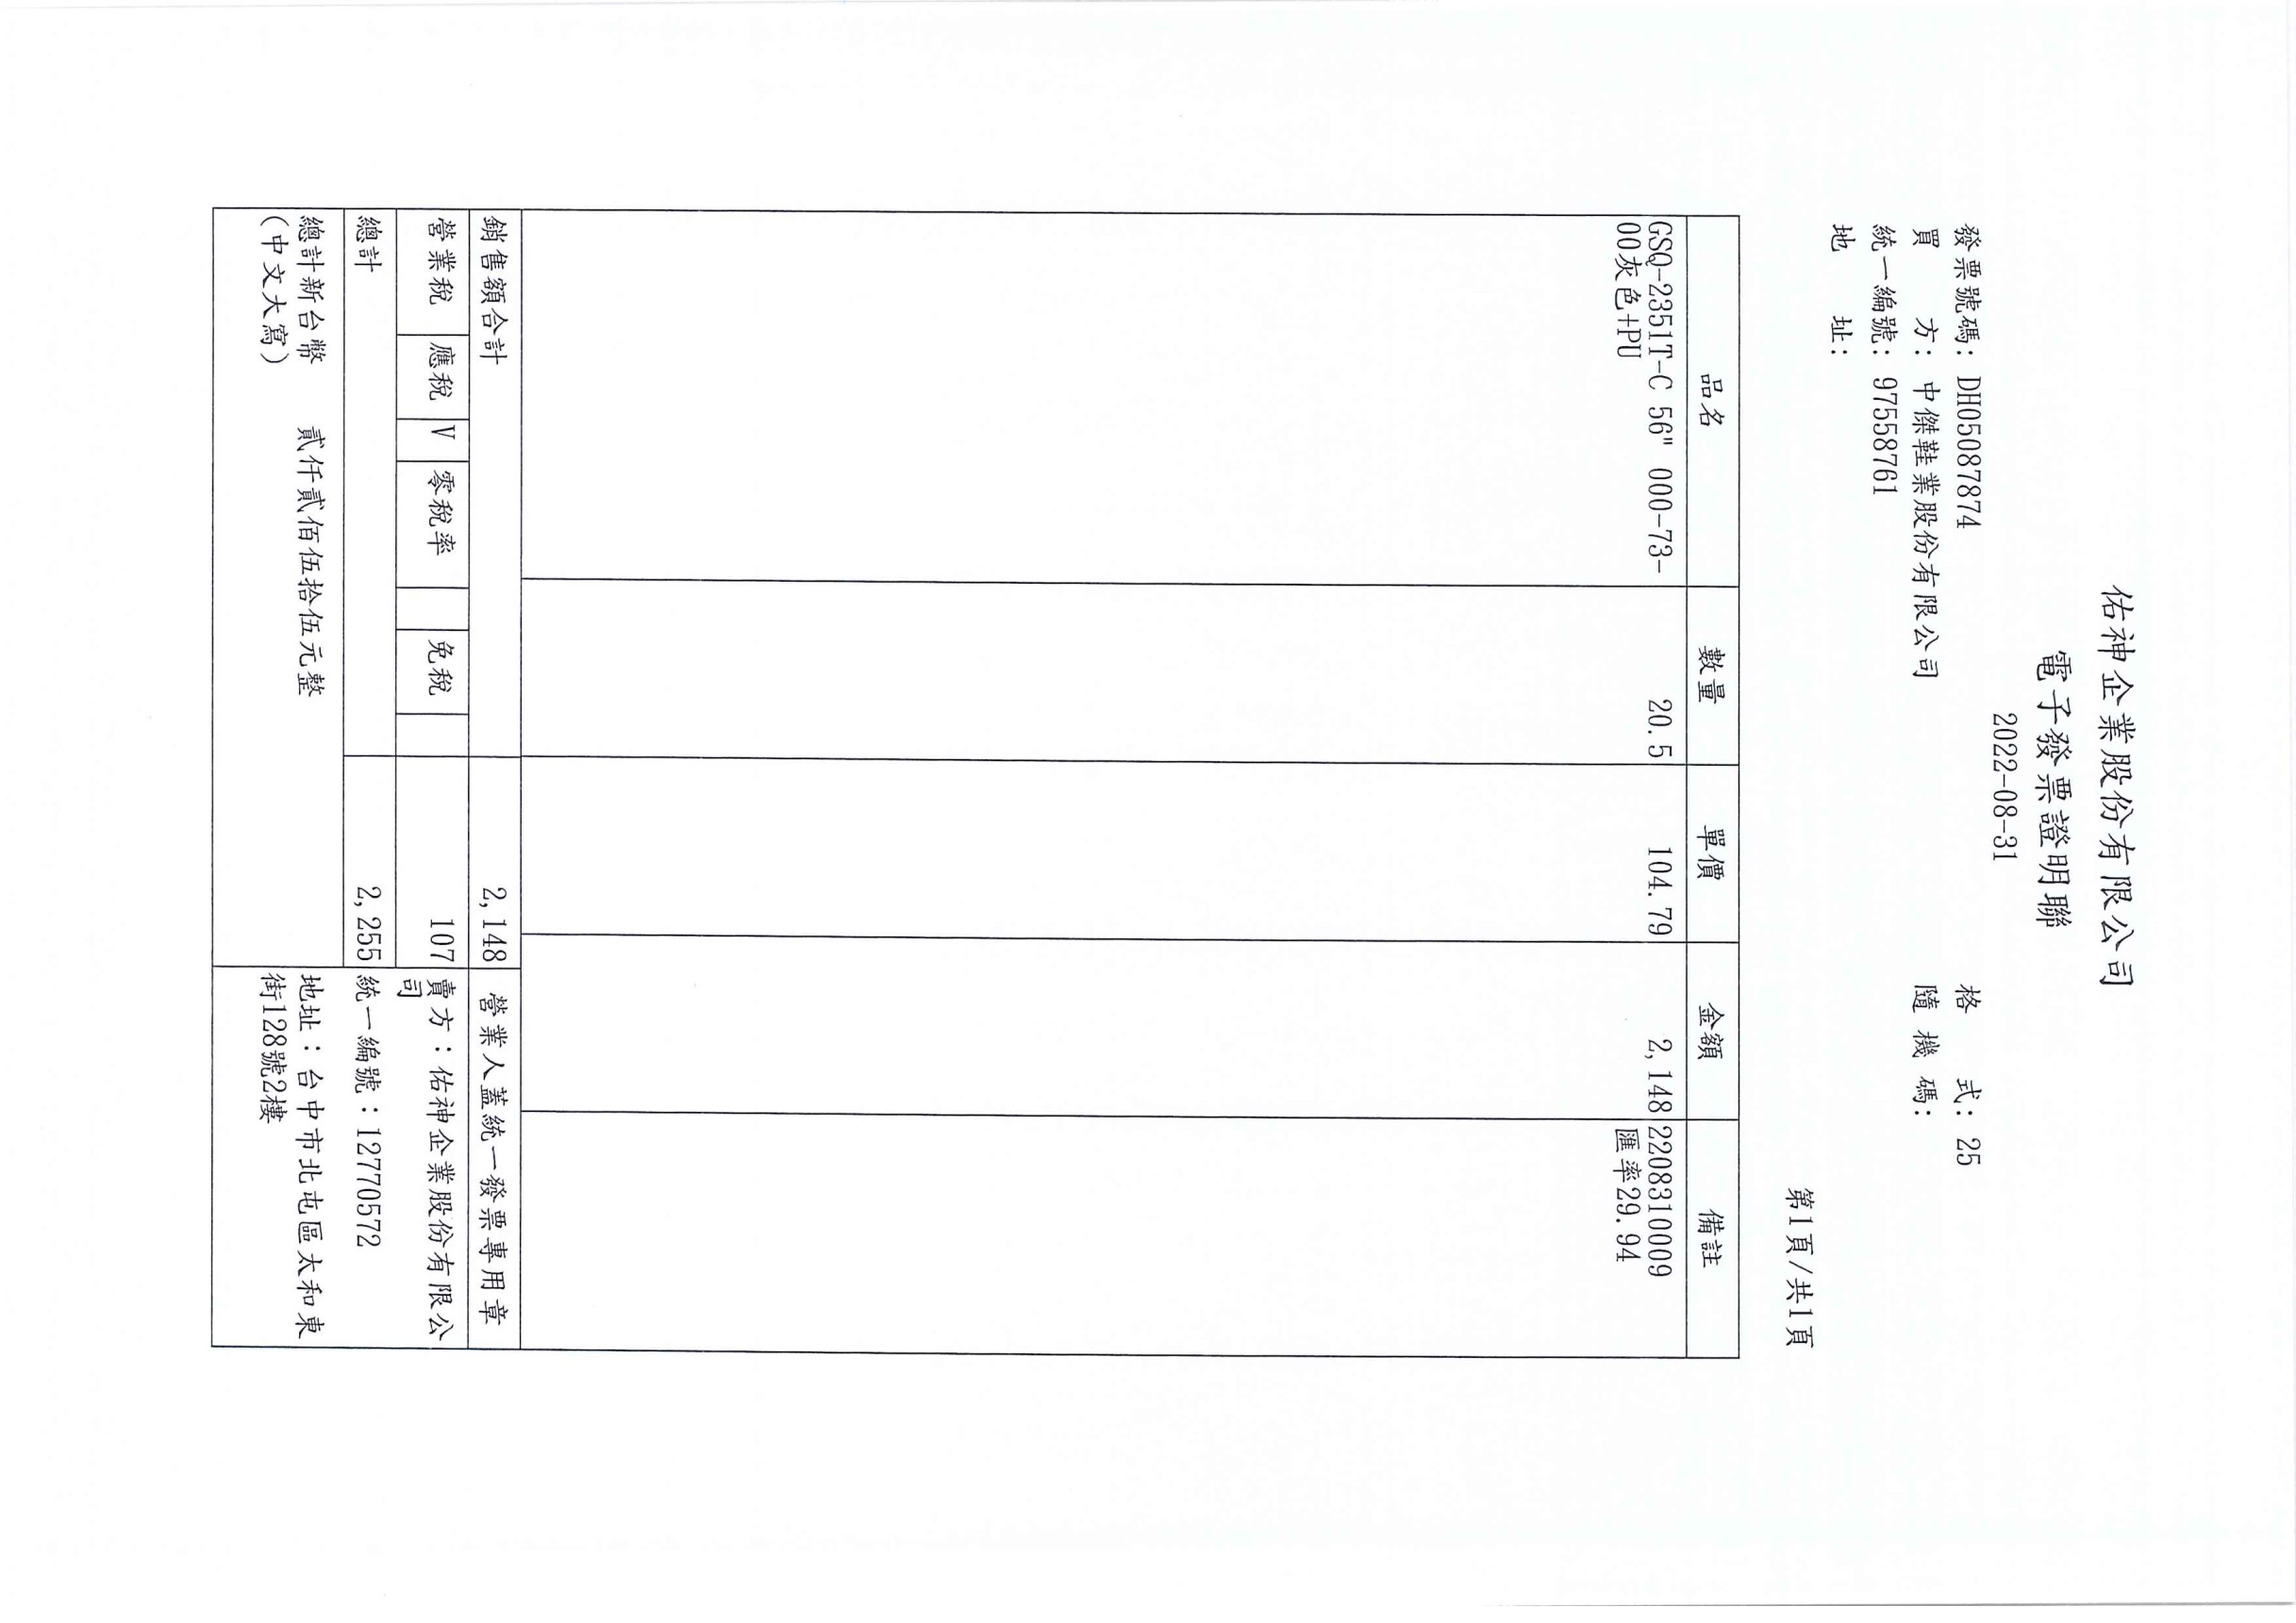 佑神企業股份有限公司
電子發票證明聯
2022-08-31
發票號碼: DH05087874 格 式: 25
買 方: 中傑鞋業股份有限公司 隨 機 碼:
統一編號: 97558761
地 址:
第1頁/共1頁
品名 數量 單價 金額 備註
GSQ-2351T-C 56" 000-73- 20.5 104.79 2,148 2208310009
00灰色+PU 匯率29.94
銷售額合計 2,148 營業人蓋統一發票專用章
營業稅 應稅 V 零稅率 免稅 107 賣方：佑神企業股份有限公
司
總計 2,255 統一編號：12770572
總計新台幣 貳仟貳佰伍拾伍元整 地址：台中市北屯區太和東
(中文大寫) 街128號2樓